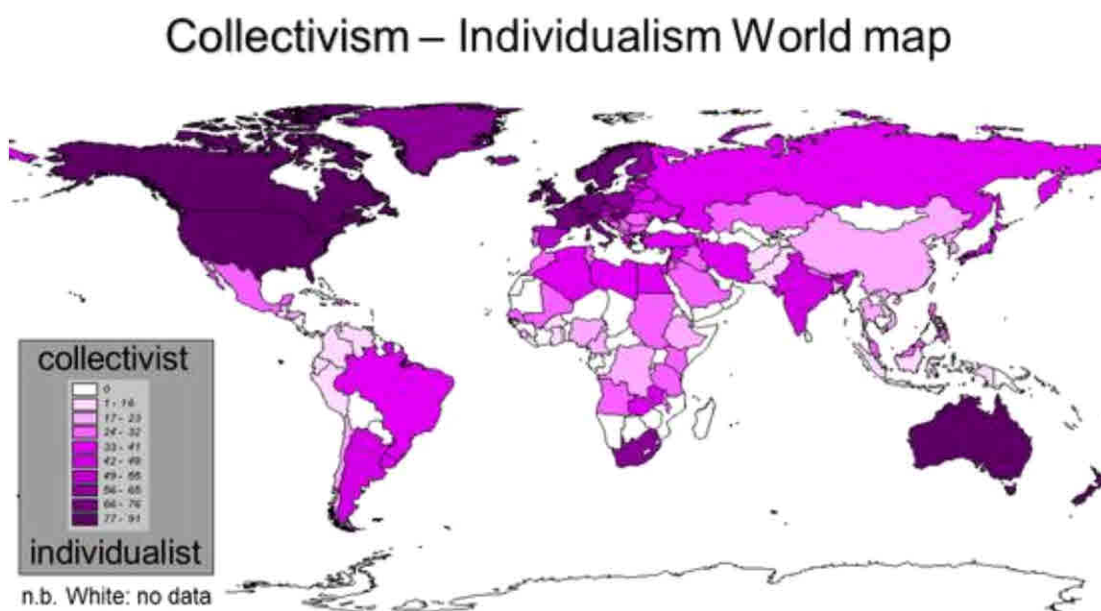 Collectivism – Individualism World map
collectivist
0
1 - 16
17 - 23
24 - 32
33 - 41
42 - 48
49 - 55
56 - 65
66 - 76
77 - 91
individualist
n.b. White: no data